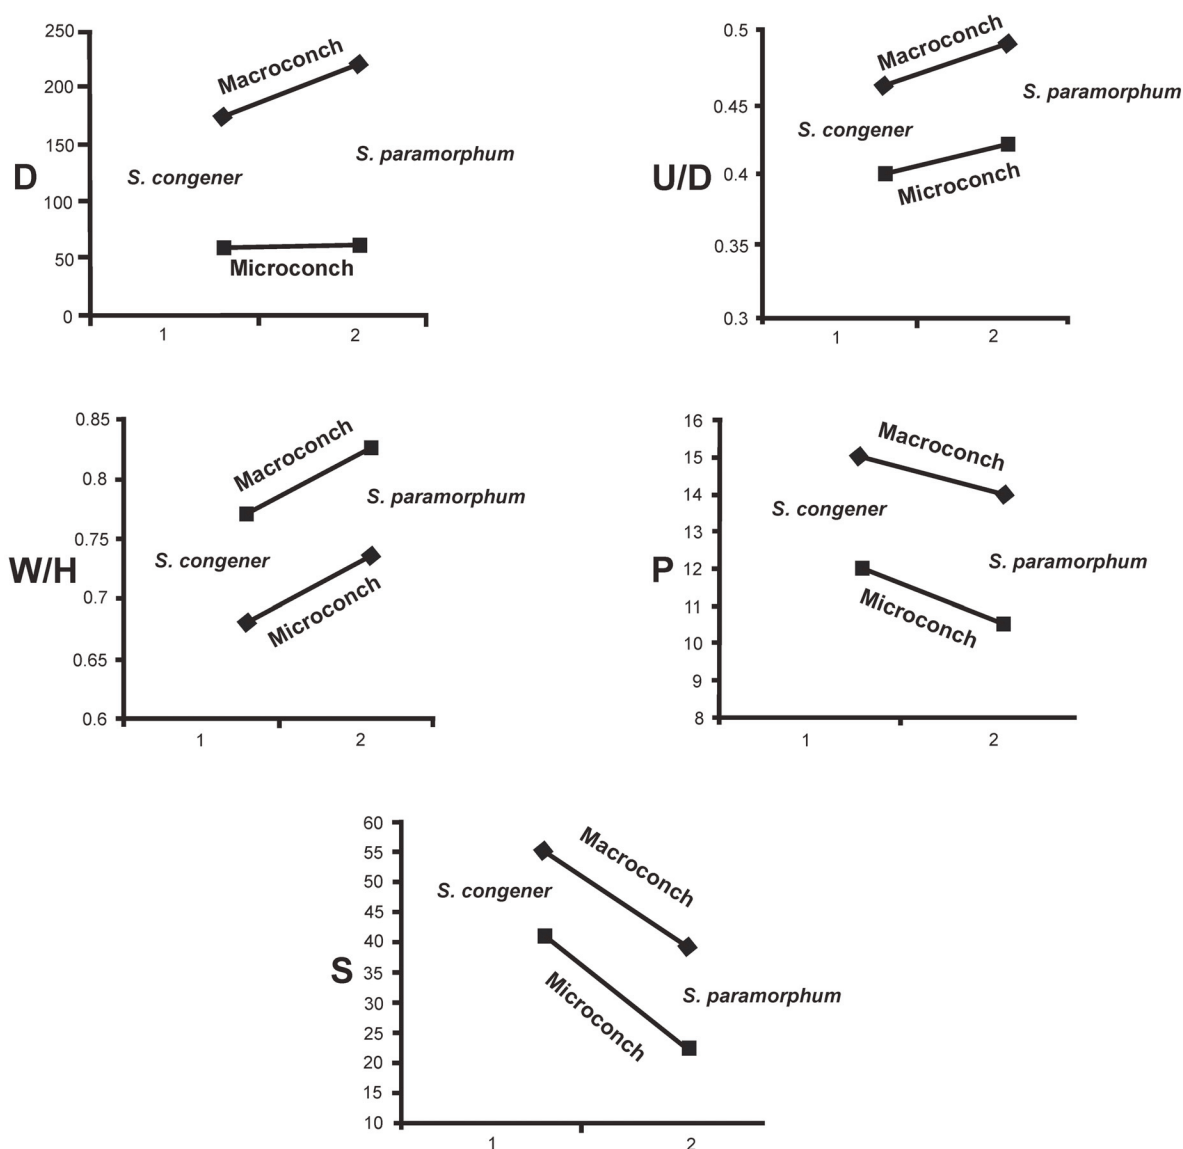 250
200
150
100
50
0
D
Macroconch
S. congener
S. paramorphum
Microconch
1
2
0.5
0.45
0.4
0.35
0.3
U/D
Macroconch
S. paramorphum
S. congener
Microconch
1
2
0.85
0.8
0.75
0.7
0.65
0.6
W/H
Macroconch
S. paramorphum
S. congener
Microconch
1
2
16
15
14
13
12
11
10
9
8
P
Macroconch
S. congener
S. paramorphum
Microconch
1
2
60
55
50
45
40
35
30
25
20
15
10
S
Macroconch
S. congener
S. paramorphum
Microconch
1
2